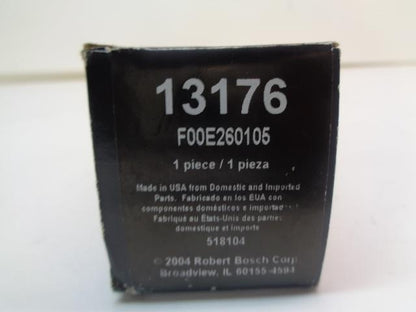 13176
F00E260105
1 piece / 1 pieza
Made in USA from Domestic and Imported
Parts. Fabricado en los EUA con
componentes domésticos e importados
Fabriqué au États-Unis des parties
domestique et importe
518104
© 2004 Robert Bosch Corp
Broadview, IL 60155-4594